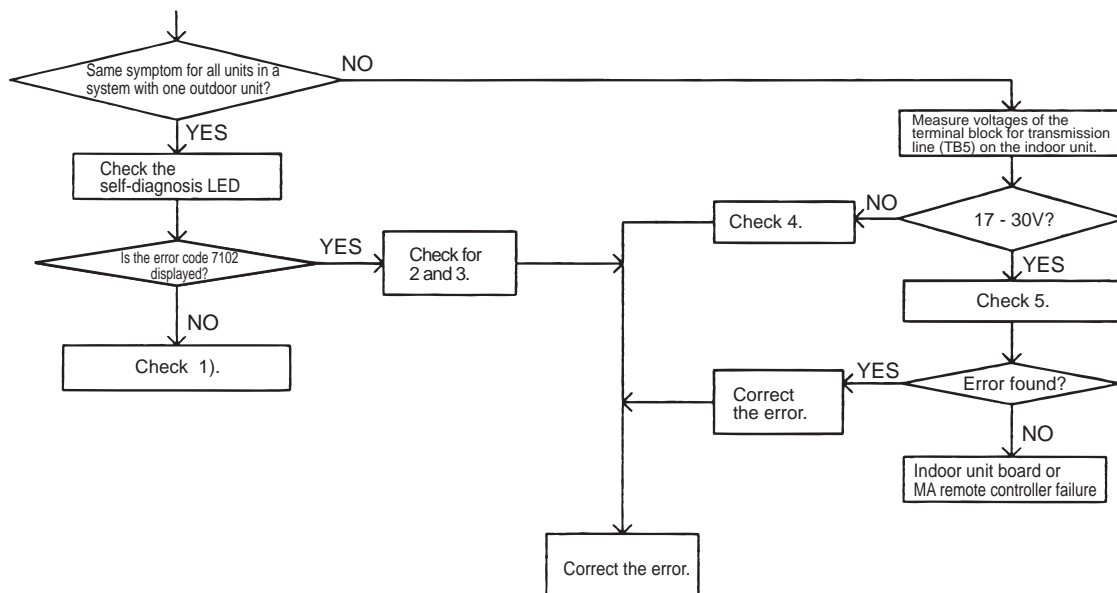 Same symptom for all units in a
system with one outdoor unit?
NO
YES
Measure voltages of the
terminal block for transmission
line (TB5) on the indoor unit.
Check the
self-diagnosis LED
NO
Check 4.
17 - 30V?
YES
Is the error code 7102
displayed?
YES
Check for
2 and 3.
Check 5.
NO
Check 1).
YES
Error found?
Correct
the error.
NO
Indoor unit board or
MA remote controller failure
Correct the error.